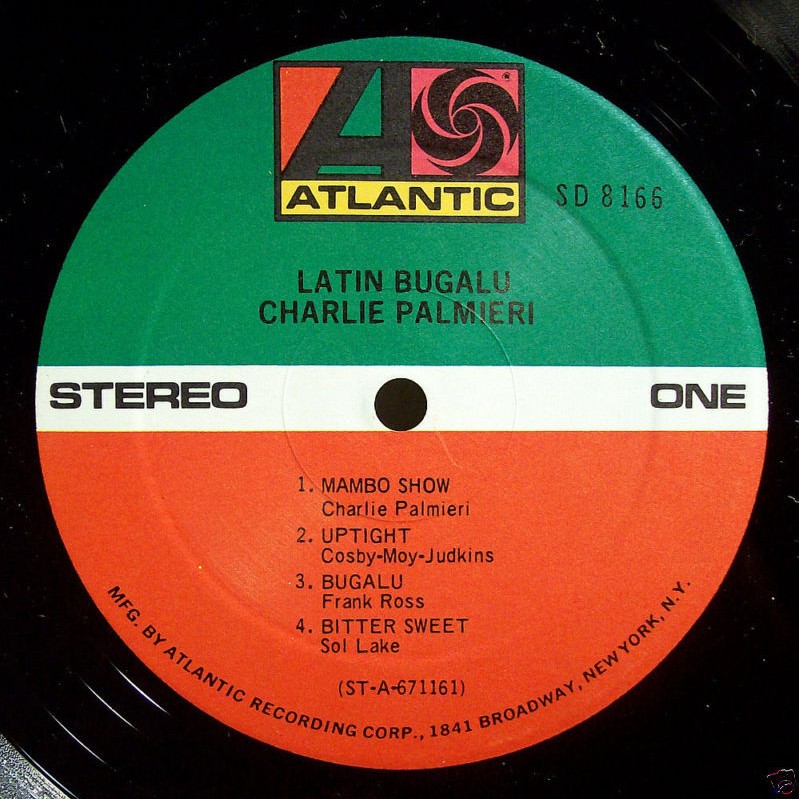 ATLANTIC
SD 8166
LATIN BUGALU
CHARLIE PALMIERI
STEREO
ONE
1. MAMBO SHOW
Charlie Palmieri
2. UPTIGHT
Cosby-Moy-Judkins
3. BUGALU
Frank Ross
4. BITTER SWEET
Sol Lake
(ST-A-671161)
MFG. BY ATLANTIC RECORDING CORP., 1841 BROADWAY, NEW YORK, N.Y.